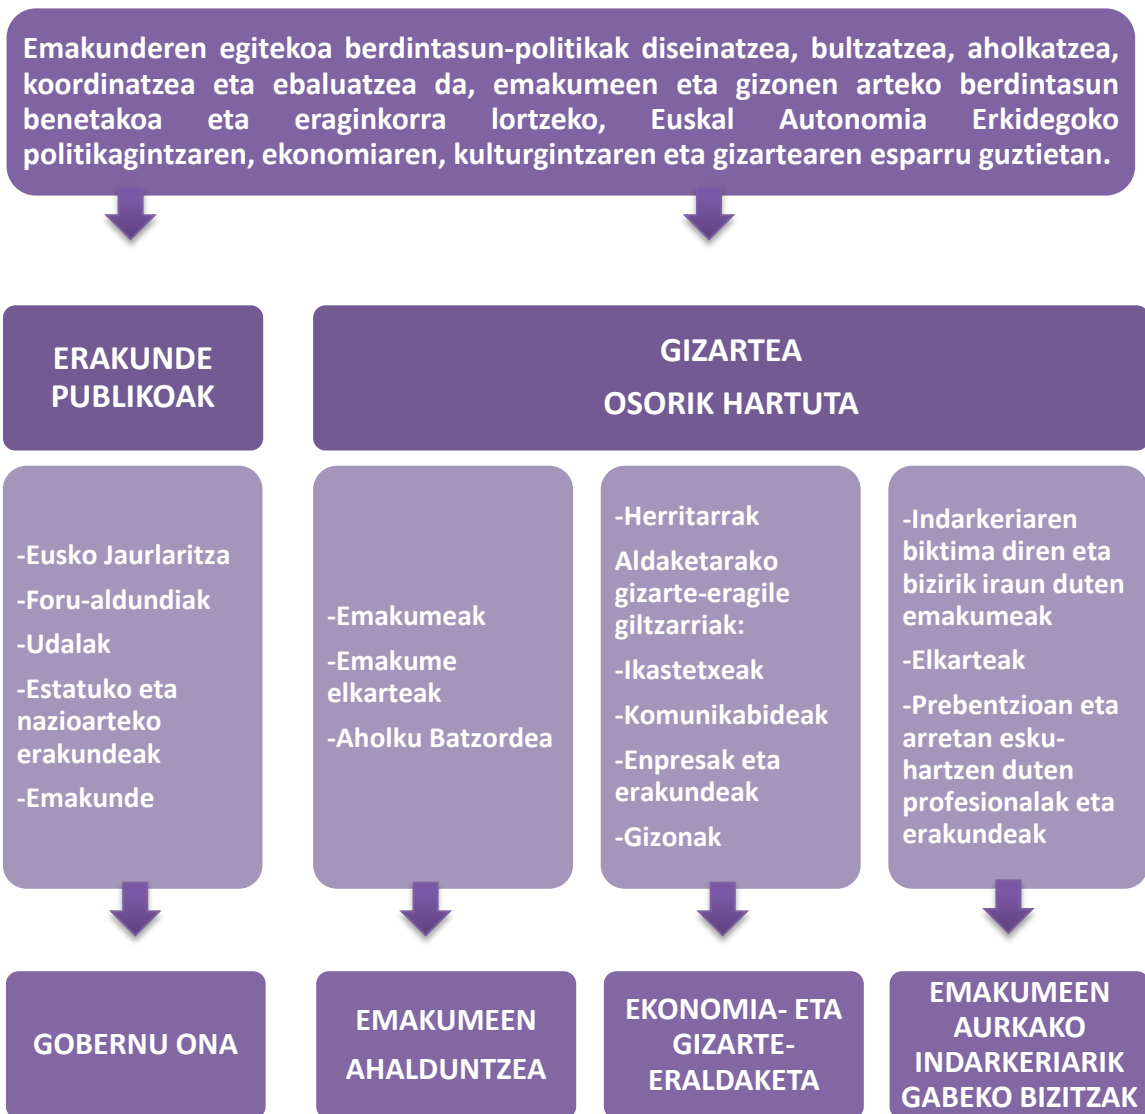 Emakunderen egitekoa berdintasun-politikak diseinatzea, bultzatzea, aholkatzea,
koordinatzea eta ebaluatzea da, emakumeen eta gizonen arteko berdintasun
benetakoa eta eraginkorra lortzeko, Euskal Autonomia Erkidegoko
politikagintzaren, ekonomiaren, kulturgintzaren eta gizartearen esparru guztietan.
ERAKUNDE
PUBLIKOAK
GIZARTEA
OSORIK HARTUTA
-Eusko Jaurlaritza
-Foru-aldundiak
-Udalak
-Estatuko eta
nazioarteko
erakundeak
-Emakunde
-Emakumeak
-Emakume
elkarteak
-Aholku Batzordea
-Herritarrak
Aldaketarako
gizarte-eragile
giltzarriak:
-Ikastetxeak
-Komunikabideak
-Enpresak eta
erakundeak
-Gizonak
-Indarkeriaren
biktima diren eta
bizirik iraun duten
emakumeak
-Elkarteak
-Prebentzioan eta
arretan esku-
hartzen duten
profesionalak eta
erakundeak
GOBERNU ONA
EMAKUMEEN
AHALDUNTZEA
EKONOMIA- ETA
GIZARTE-
ERALDAKETA
EMAKUMEEN
AURKAKO
INDARKERIARIK
GABEKO BIZITZAK